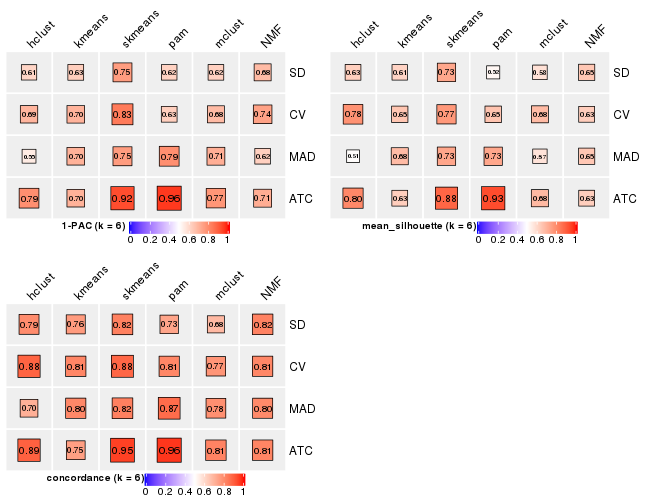 hclust kmeans skmeans pam mclust NMF
0.61 0.63 0.75 0.62 0.62 0.68 SD
0.69 0.70 0.83 0.63 0.68 0.74 CV
0.55 0.70 0.75 0.79 0.71 0.62 MAD
0.79 0.70 0.92 0.96 0.77 0.71 ATC
1-PAC (k = 6)
0 0.2 0.4 0.6 0.8 1
hclust kmeans skmeans pam mclust NMF
0.63 0.61 0.73 0.52 0.58 0.65 SD
0.78 0.65 0.77 0.65 0.68 0.63 CV
0.51 0.68 0.73 0.73 0.57 0.65 MAD
0.80 0.63 0.88 0.93 0.68 0.63 ATC
mean_silhouette (k = 6)
0 0.2 0.4 0.6 0.8 1
hclust kmeans skmeans pam mclust NMF
0.79 0.76 0.82 0.73 0.68 0.82 SD
0.88 0.81 0.88 0.81 0.77 0.81 CV
0.70 0.80 0.82 0.87 0.78 0.80 MAD
0.89 0.75 0.95 0.96 0.81 0.81 ATC
concordance (k = 6)
0 0.2 0.4 0.6 0.8 1